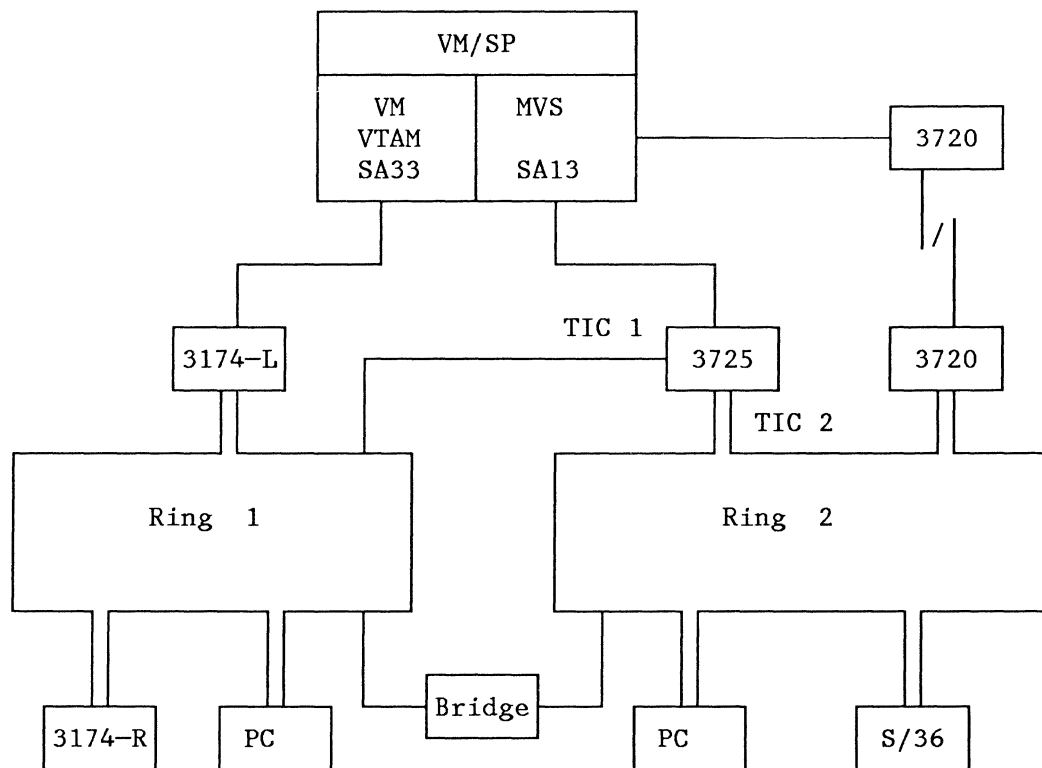 VM/SP
VM
VTAM
SA33
MVS
SA13
3720
/
TIC 1
3174-L
3725
3720
TIC 2
Ring 1
Ring 2
Bridge
3174-R
PC
PC
S/36